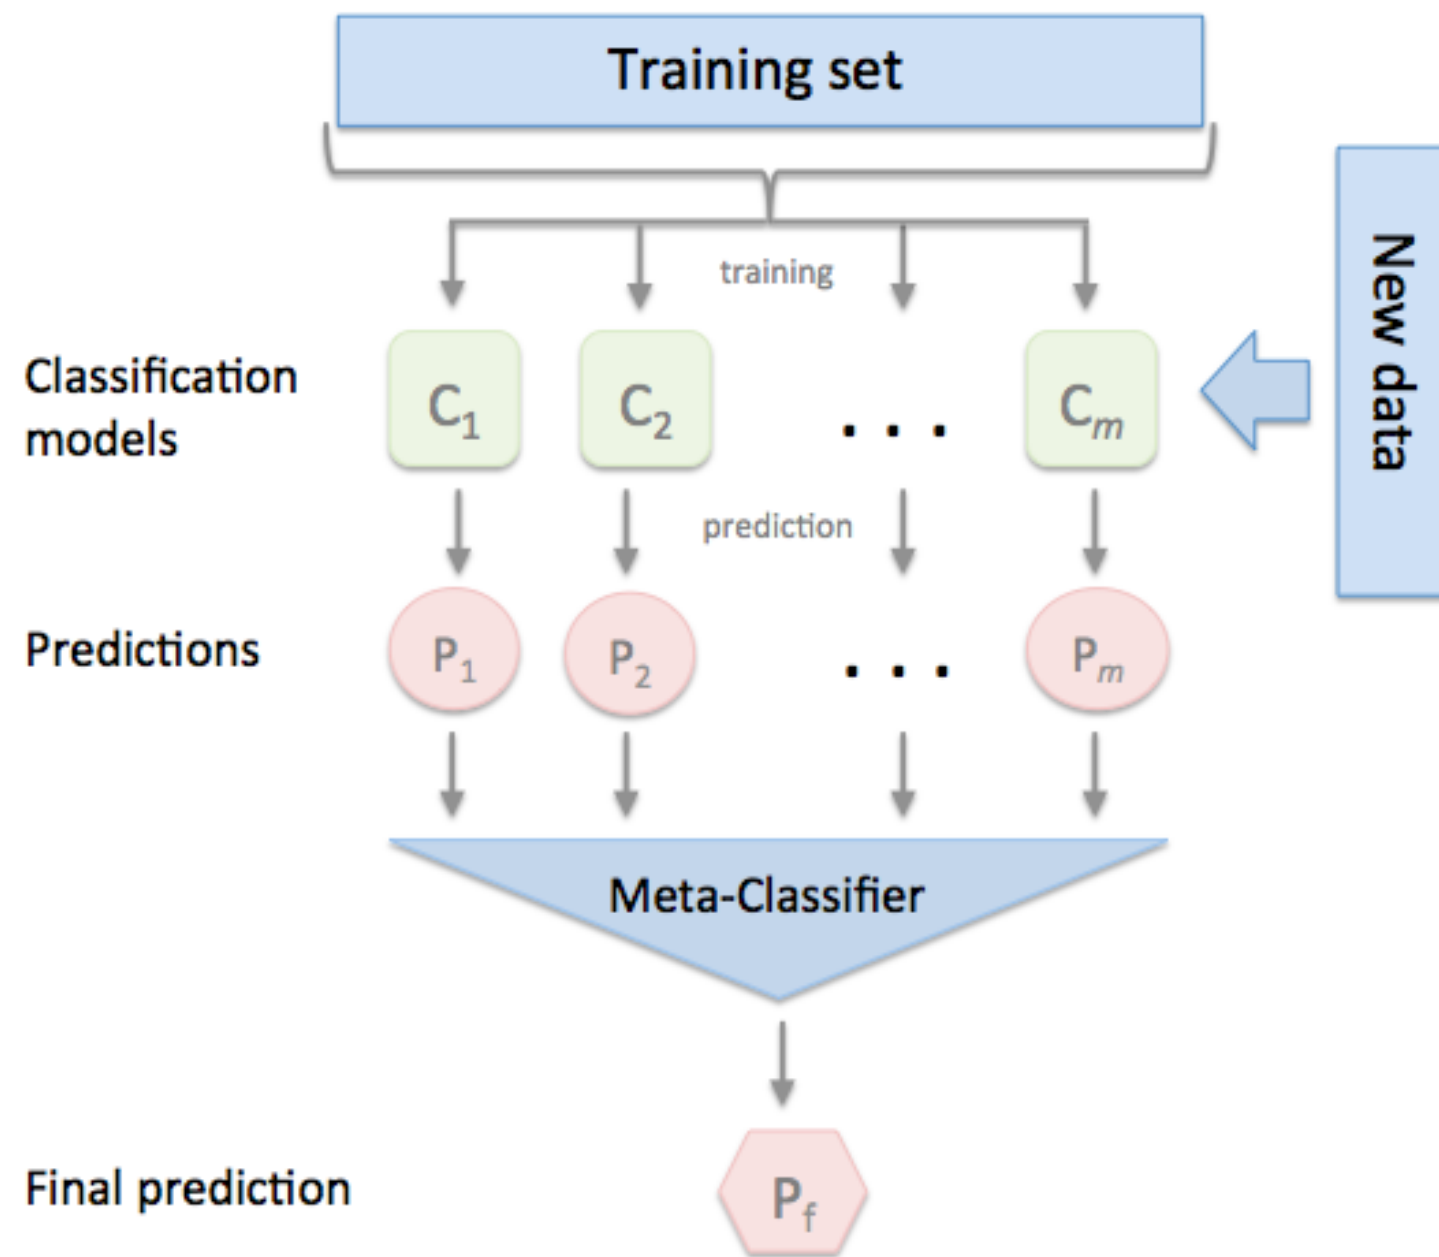 Training set
New data
training
Classification
models
C1
C2
. . .
Cm
prediction
Predictions
P1
P2
. . .
Pm
Meta-Classifier
Final prediction
Pf